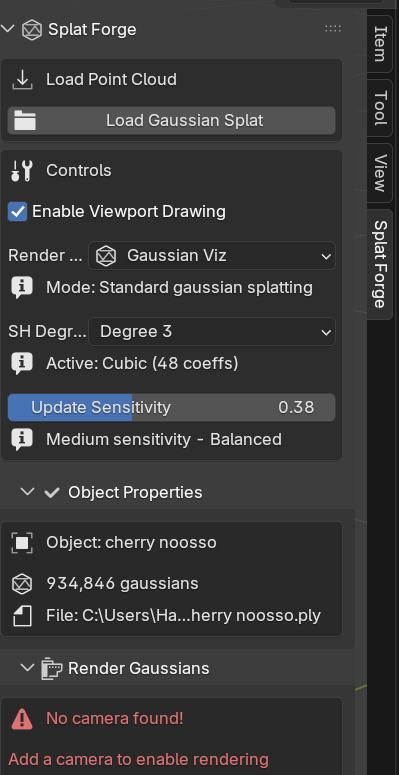 Splat Forge
Load Point Cloud
Load Gaussian Splat
Controls
Enable Viewport Drawing
Render ... Gaussian Viz
Mode: Standard gaussian splatting
SH Degr... Degree 3
Active: Cubic (48 coeffs)
Update Sensitivity 0.38
Medium sensitivity - Balanced
Object Properties
Object: cherry noosso
934,846 gaussians
File: C:\Users\Ha...herry noosso.ply
Render Gaussians
No camera found!
Add a camera to enable rendering
Item
Tool
View
Splat Forge